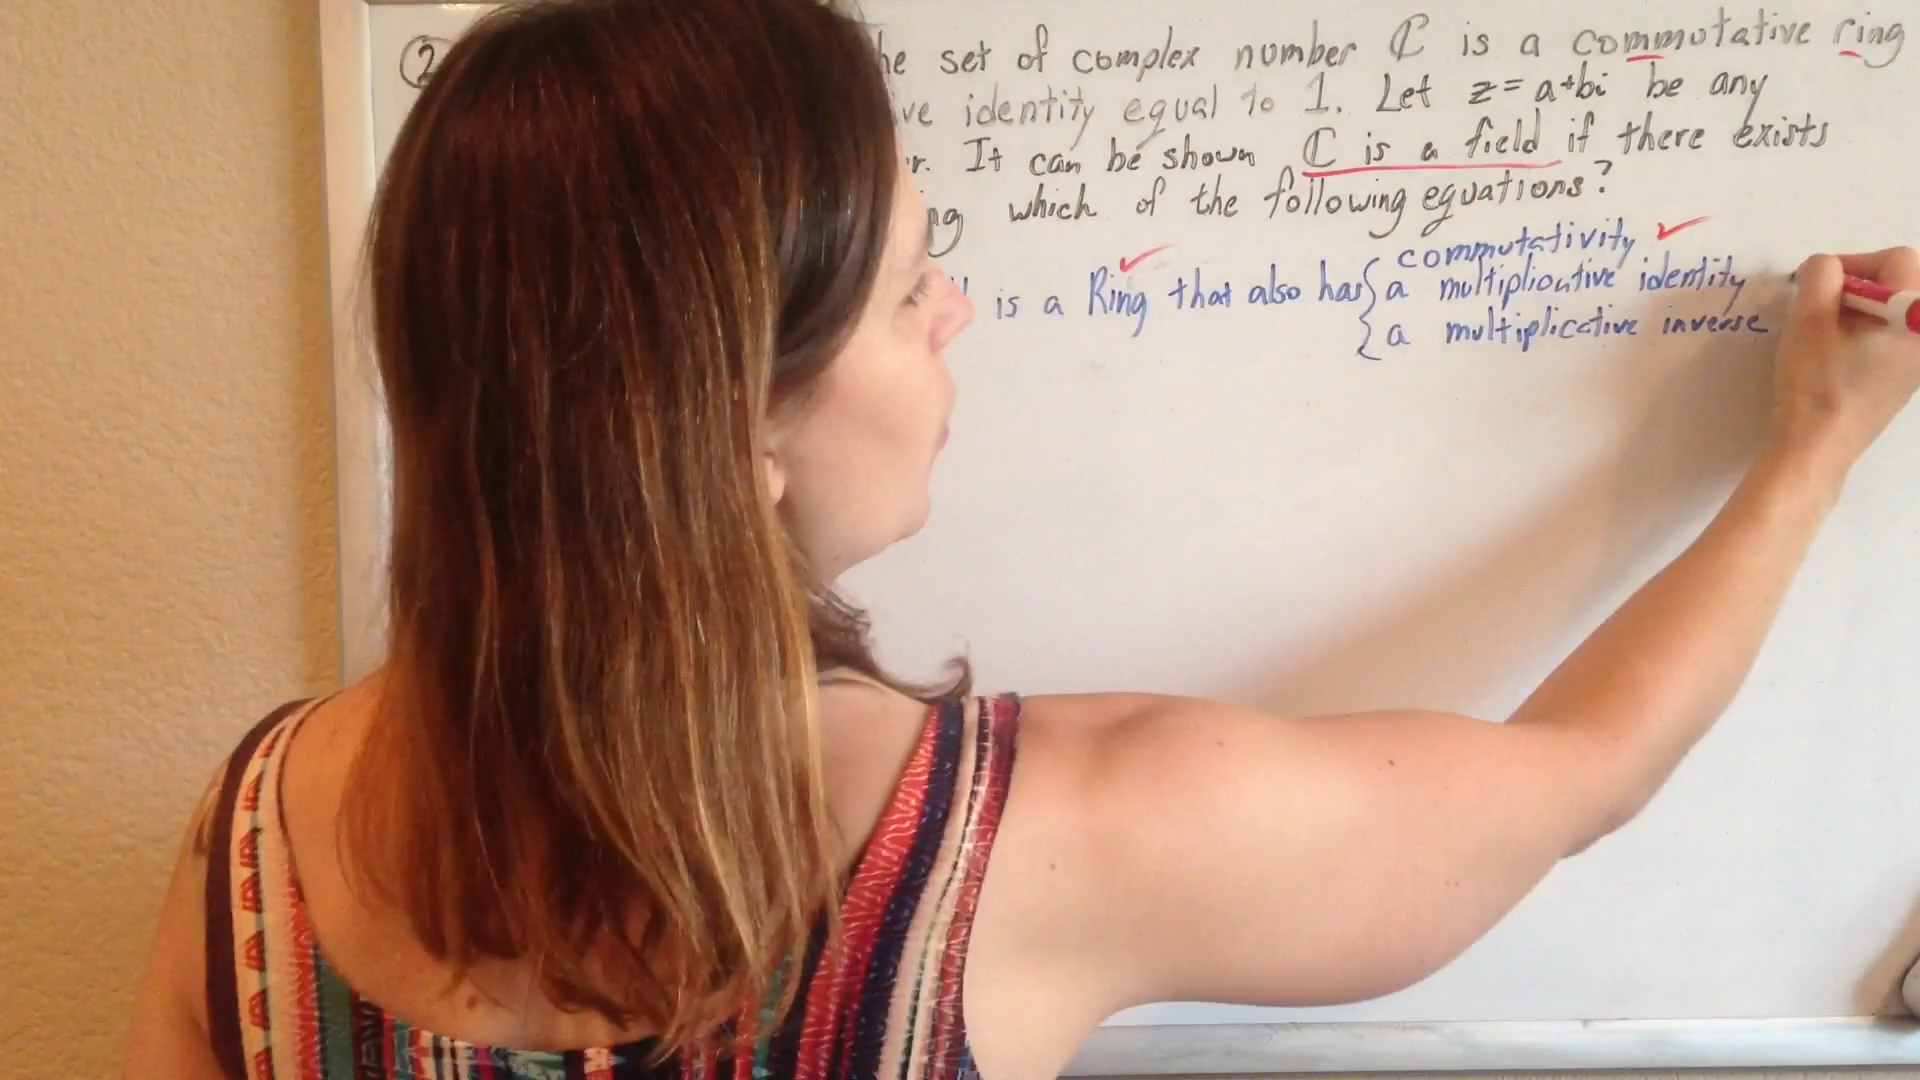 2 he set of complex number ℂ is a commutative ring
ve identity equal to 1. Let z = a+bi be any
r. It can be shown ℂ is a field if there exists
ng which of the following equations?
is a Ring that also has { commutativity
a multiplicative identity
a multiplicative inverse